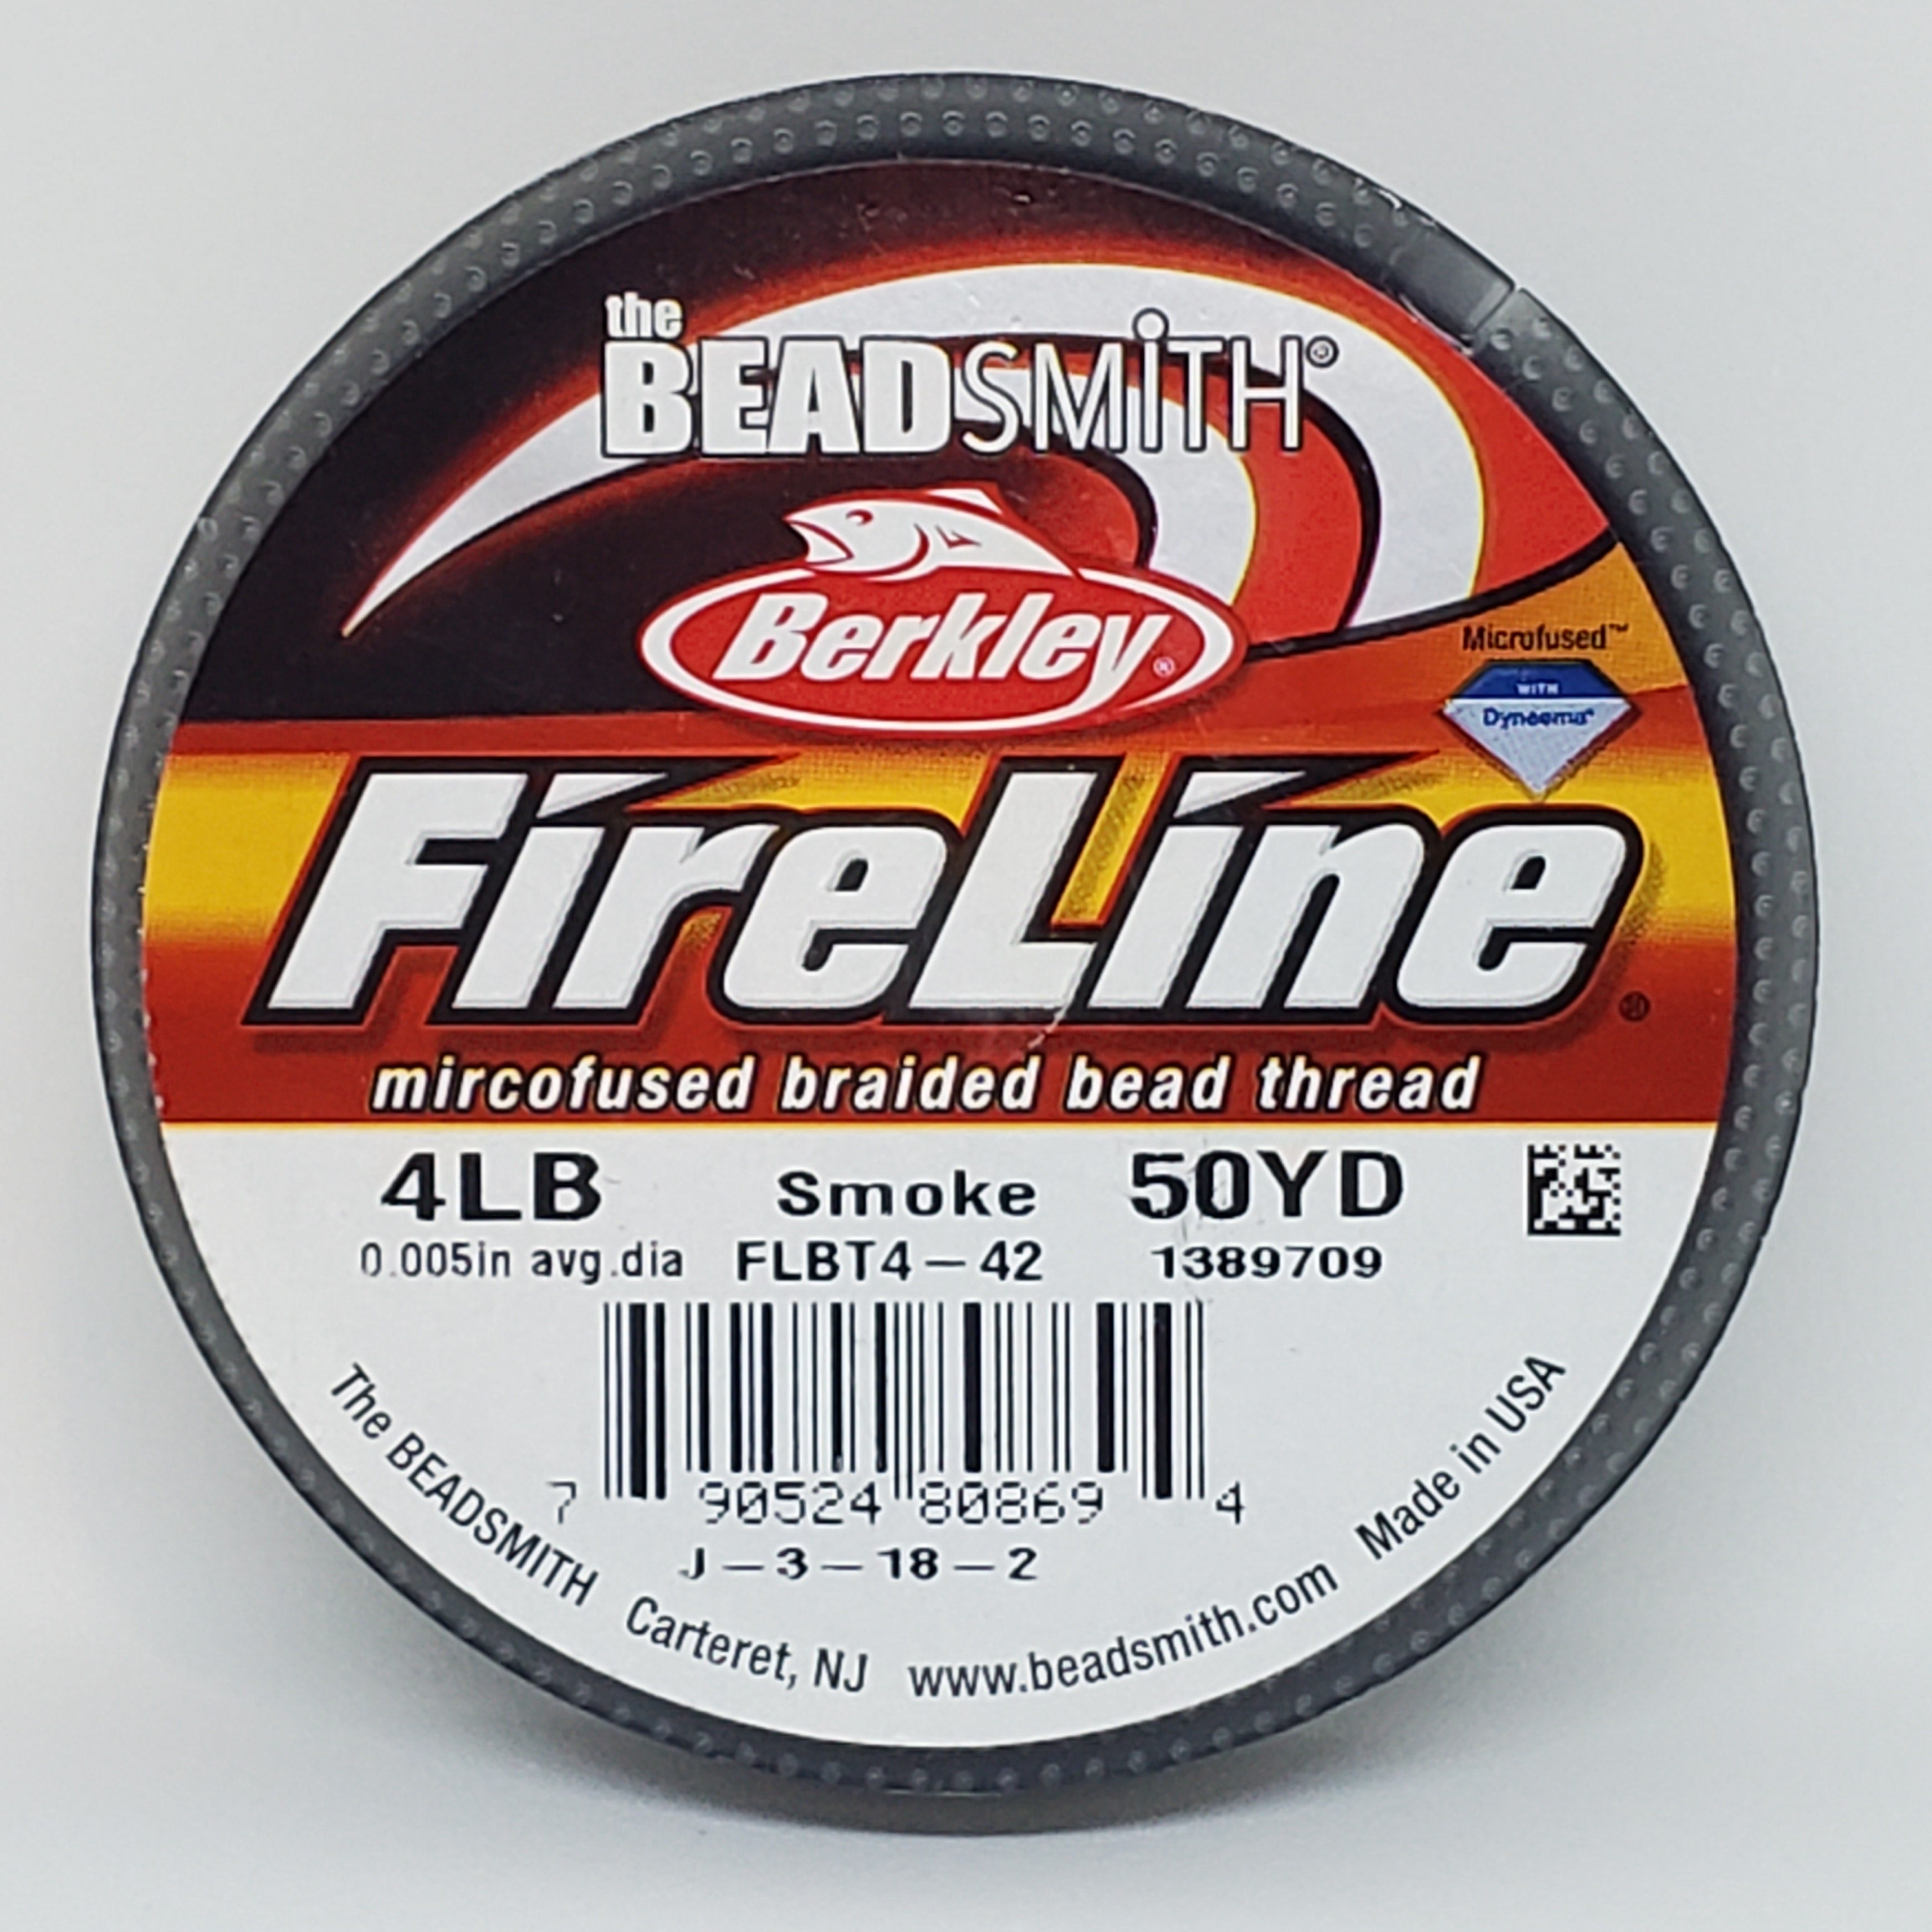 the
BEADSMiTH®
Berkley®
Microfused™
WITH
Dyneema®
FireLine®
mircofused braided bead thread
4LB Smoke 50YD
0.005in avg.dia FLBT4-42 1389709
7 90524 80869 4
J-3-18-2
The BEADSMITH Carteret, NJ www.beadsmith.com Made in USA